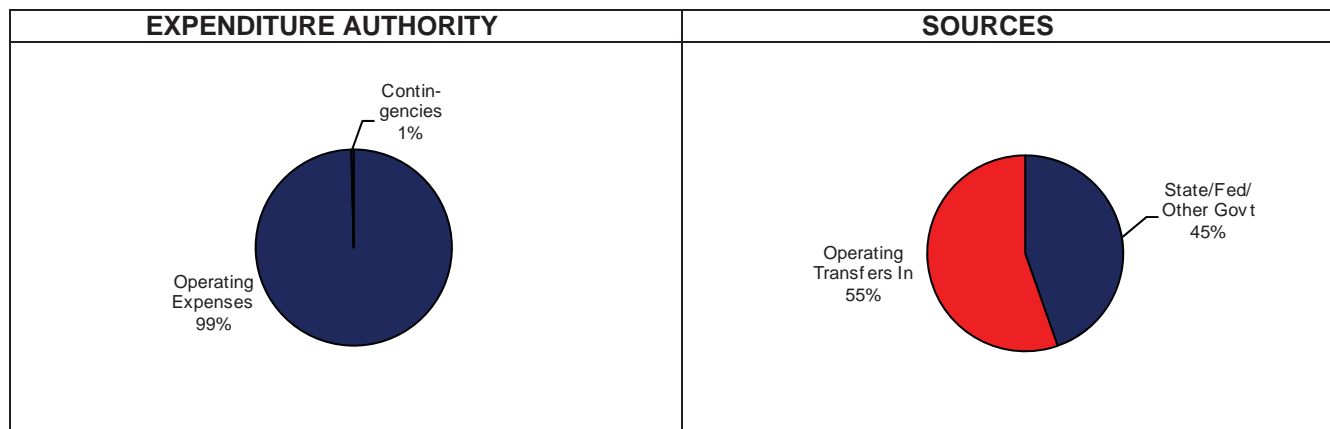 EXPENDITURE AUTHORITY
Contin-
gencies
1%
Operating
Expenses
99%
SOURCES
State/Fed/
Other Govt
45%
Operating
Transfers In
55%